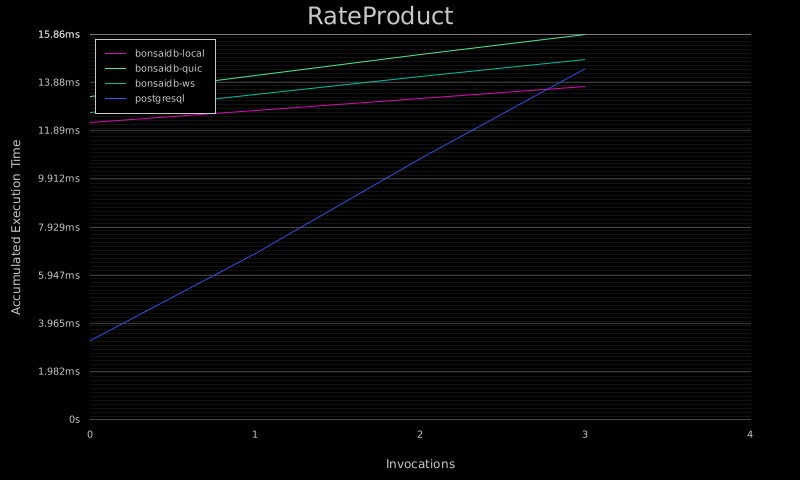 RateProduct
15.86ms
bonsaidb-local
bonsaidb-quic
bonsaidb-ws
postgresql
13.88ms
11.89ms
9.912ms
7.929ms
5.947ms
3.965ms
1.982ms
0s
Accumulated Execution Time
0 1 2 3 4
Invocations